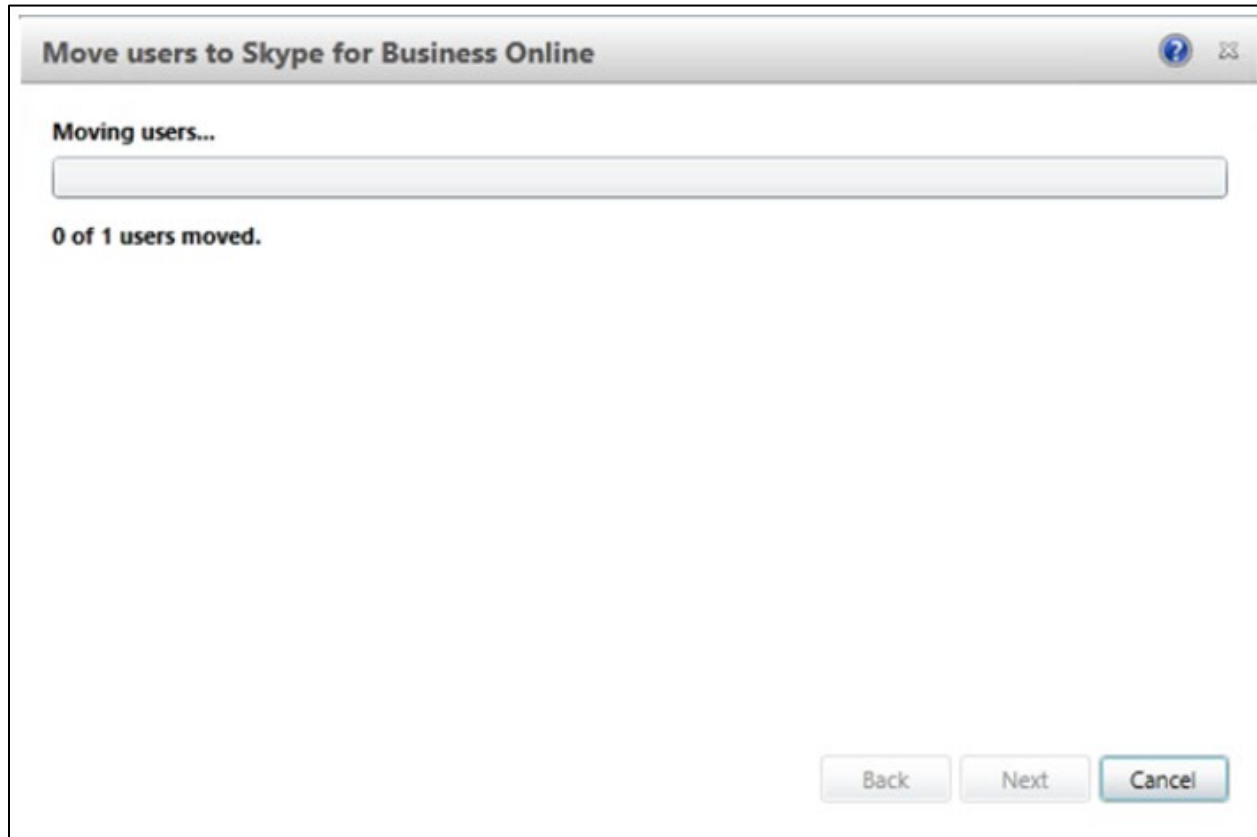 Move users to Skype for Business Online
Moving users...
0 of 1 users moved.
Back Next Cancel